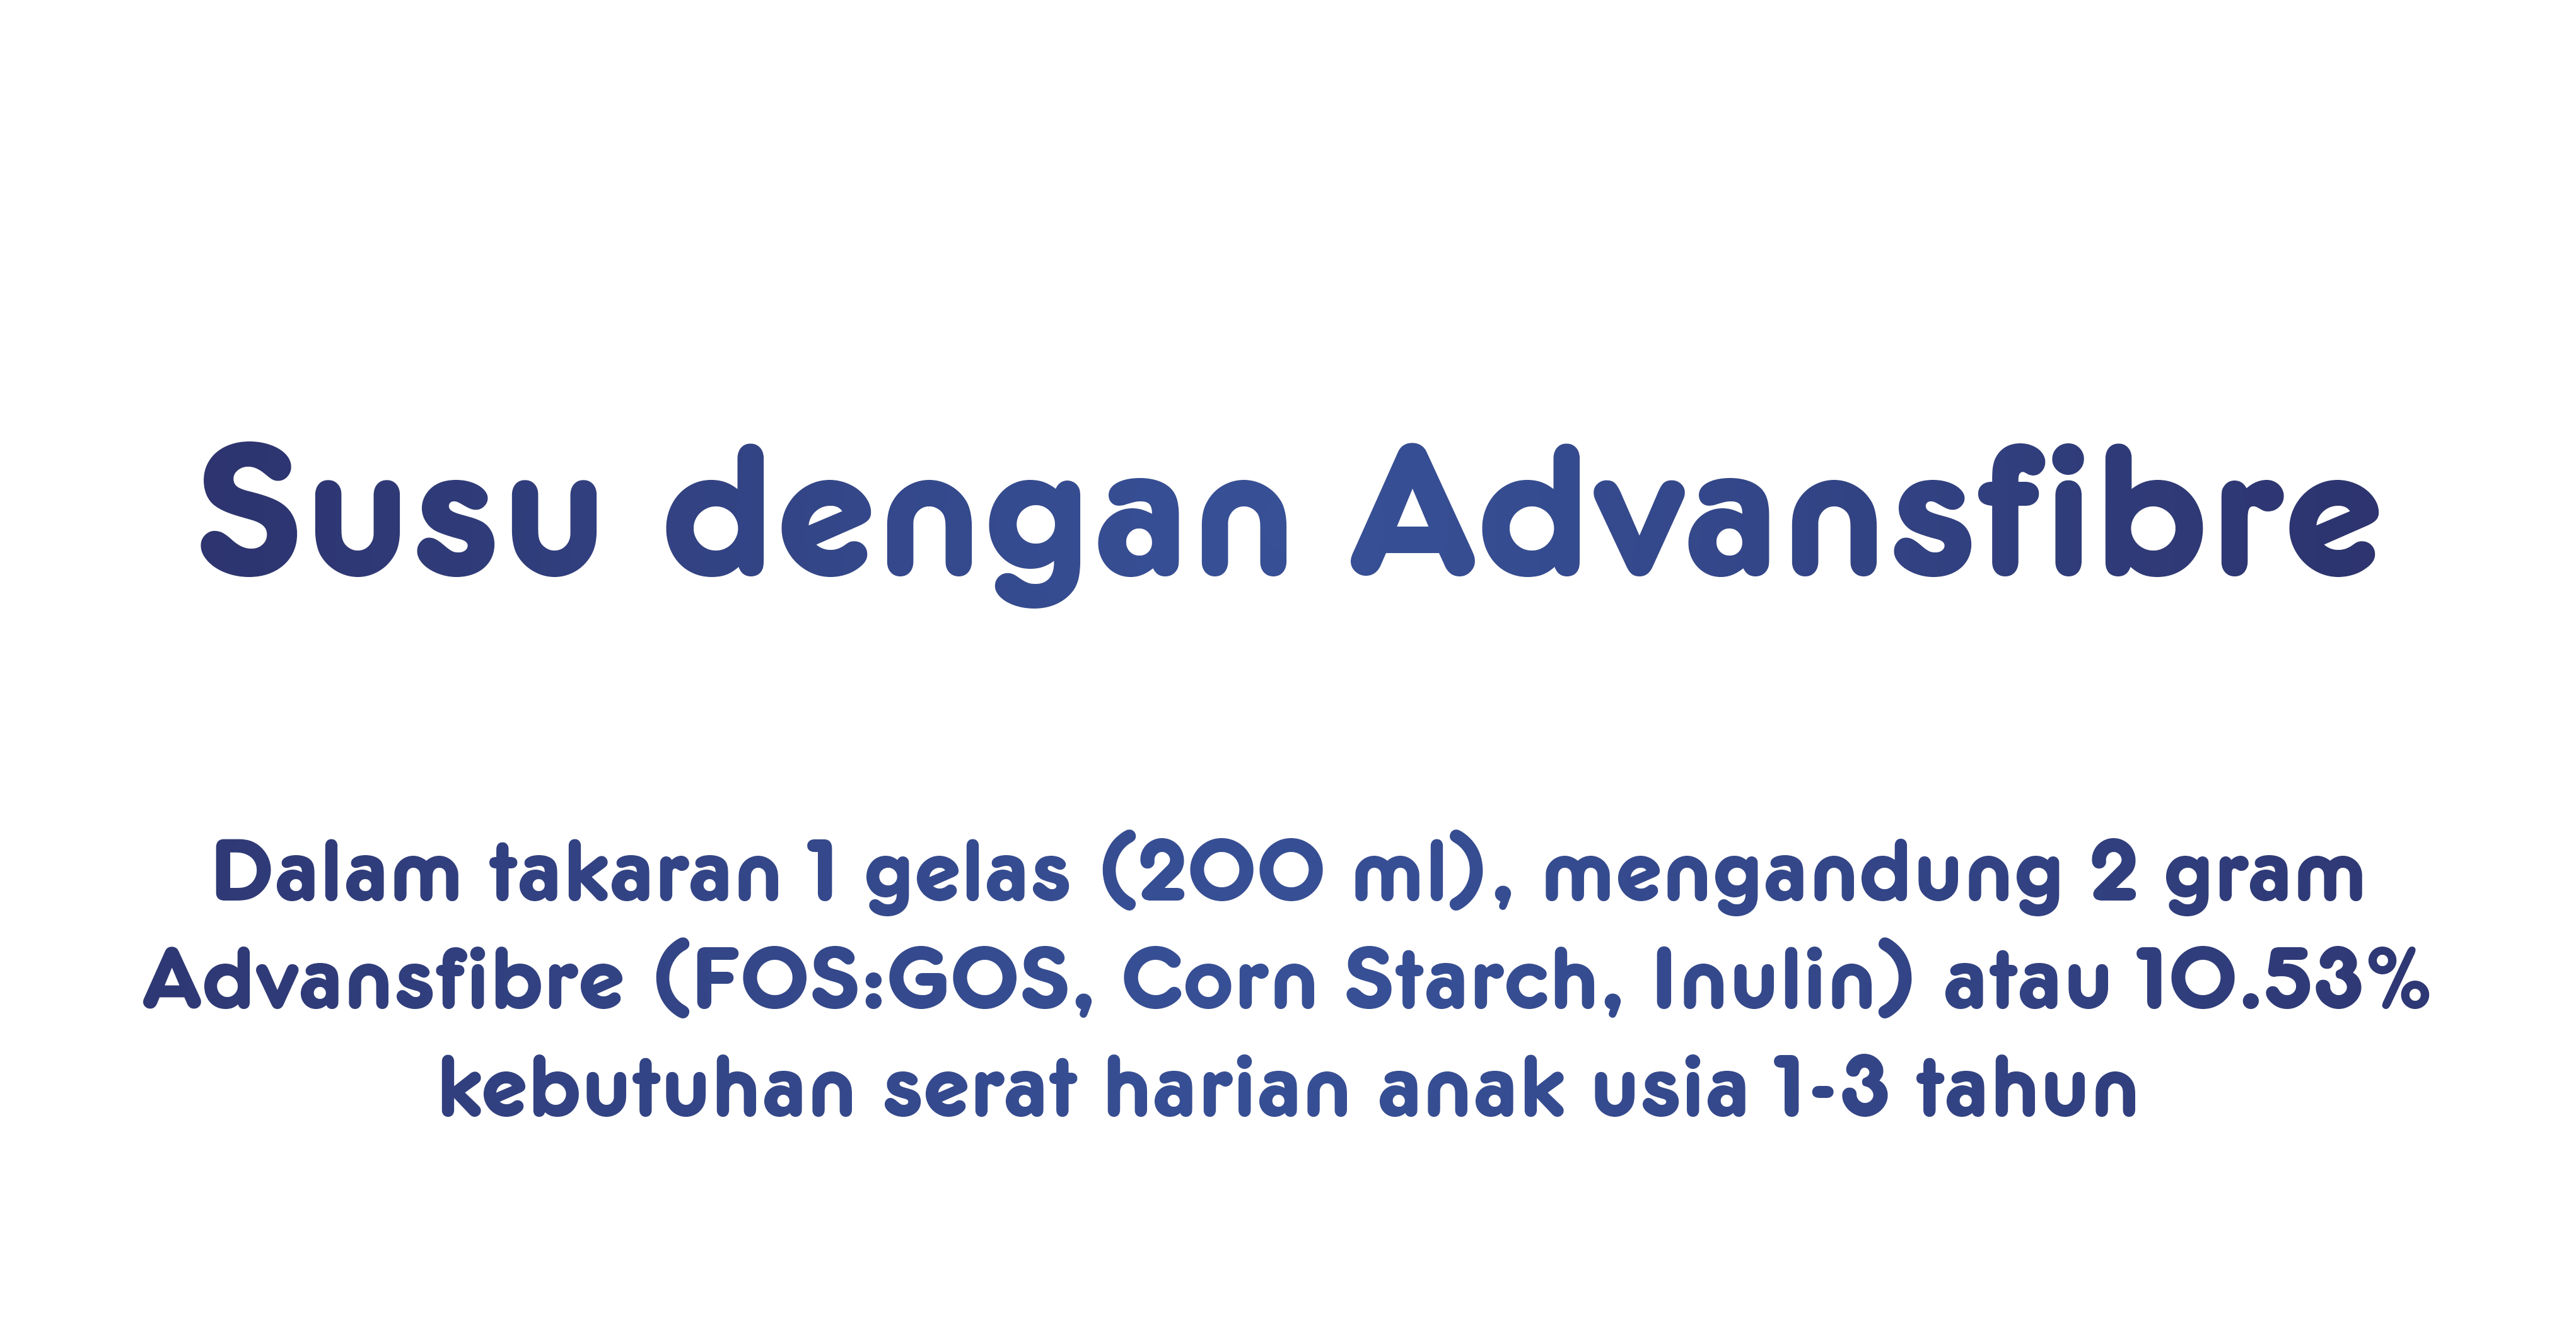 Susu dengan Advansfibre
Dalam takaran 1 gelas (200 ml), mengandung 2 gram
Advansfibre (FOS:GOS, Corn Starch, Inulin) atau 10.53%
kebutuhan serat harian anak usia 1-3 tahun